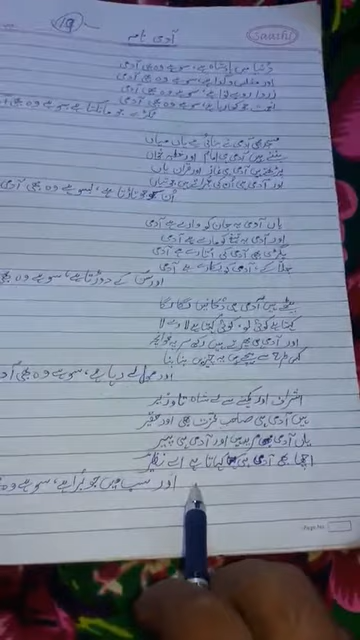 19
آدمی نامہ
Saathi
دنیا میں بادشاہ ہے، سو ہے وہ بھی آدمی
اور مفلس و گدا ہے، سو ہے وہ بھی آدمی
زردار بے نوا ہے، سو ہے وہ بھی آدمی
نعمت جو کھا رہا ہے، سو ہے وہ بھی آدمی
ٹکڑے جو مانگتا ہے سو ہے وہ بھی
مسجد بھی آدمی نے بنائی ہے یاں میاں
بنتے ہیں آدمی ہی امام اور خطبہ خواں
پڑھتے ہیں آدمی ہی نماز اور قرآن یاں
اور آدمی ہی ان کی چراتے ہیں جوتیاں
ان کو تاڑتا ہے، سو ہے وہ بھی آدمی
یاں آدمی پہ جان کو وارے ہے آدمی
اور آدمی ہی کو مارے ہے آدمی
پگڑی بھی آدمی کی اتارے ہے آدمی
چلا کے آدمی کو پکارے ہے آدمی
اور سن کے دوڑتا ہے، سو ہے وہ بھی
بیٹھے ہیں آدمی ہی دکانیں لگا لگا
کہتا ہے کوئی لو، کوئی کہتا ہے لا رے لا
اور آدمی ہی پھرتے ہیں سر پہ خوانچہ
کس کس طرح سے بیچیں ہیں چیزیں بنا بنا
اور مول لے رہا ہے، سو ہے وہ بھی آدمی
اشراف اور کمینے سے لے شاہ تا وزیر
ہیں آدمی ہی صاحب عزت بھی اور حقیر
یاں آدمی مرید ہیں اور آدمی ہی پیر
اچھا بھی آدمی ہی کہاتا ہے اے نظیر
اور سب میں جو برا ہے، سو ہے وہ
Page No.